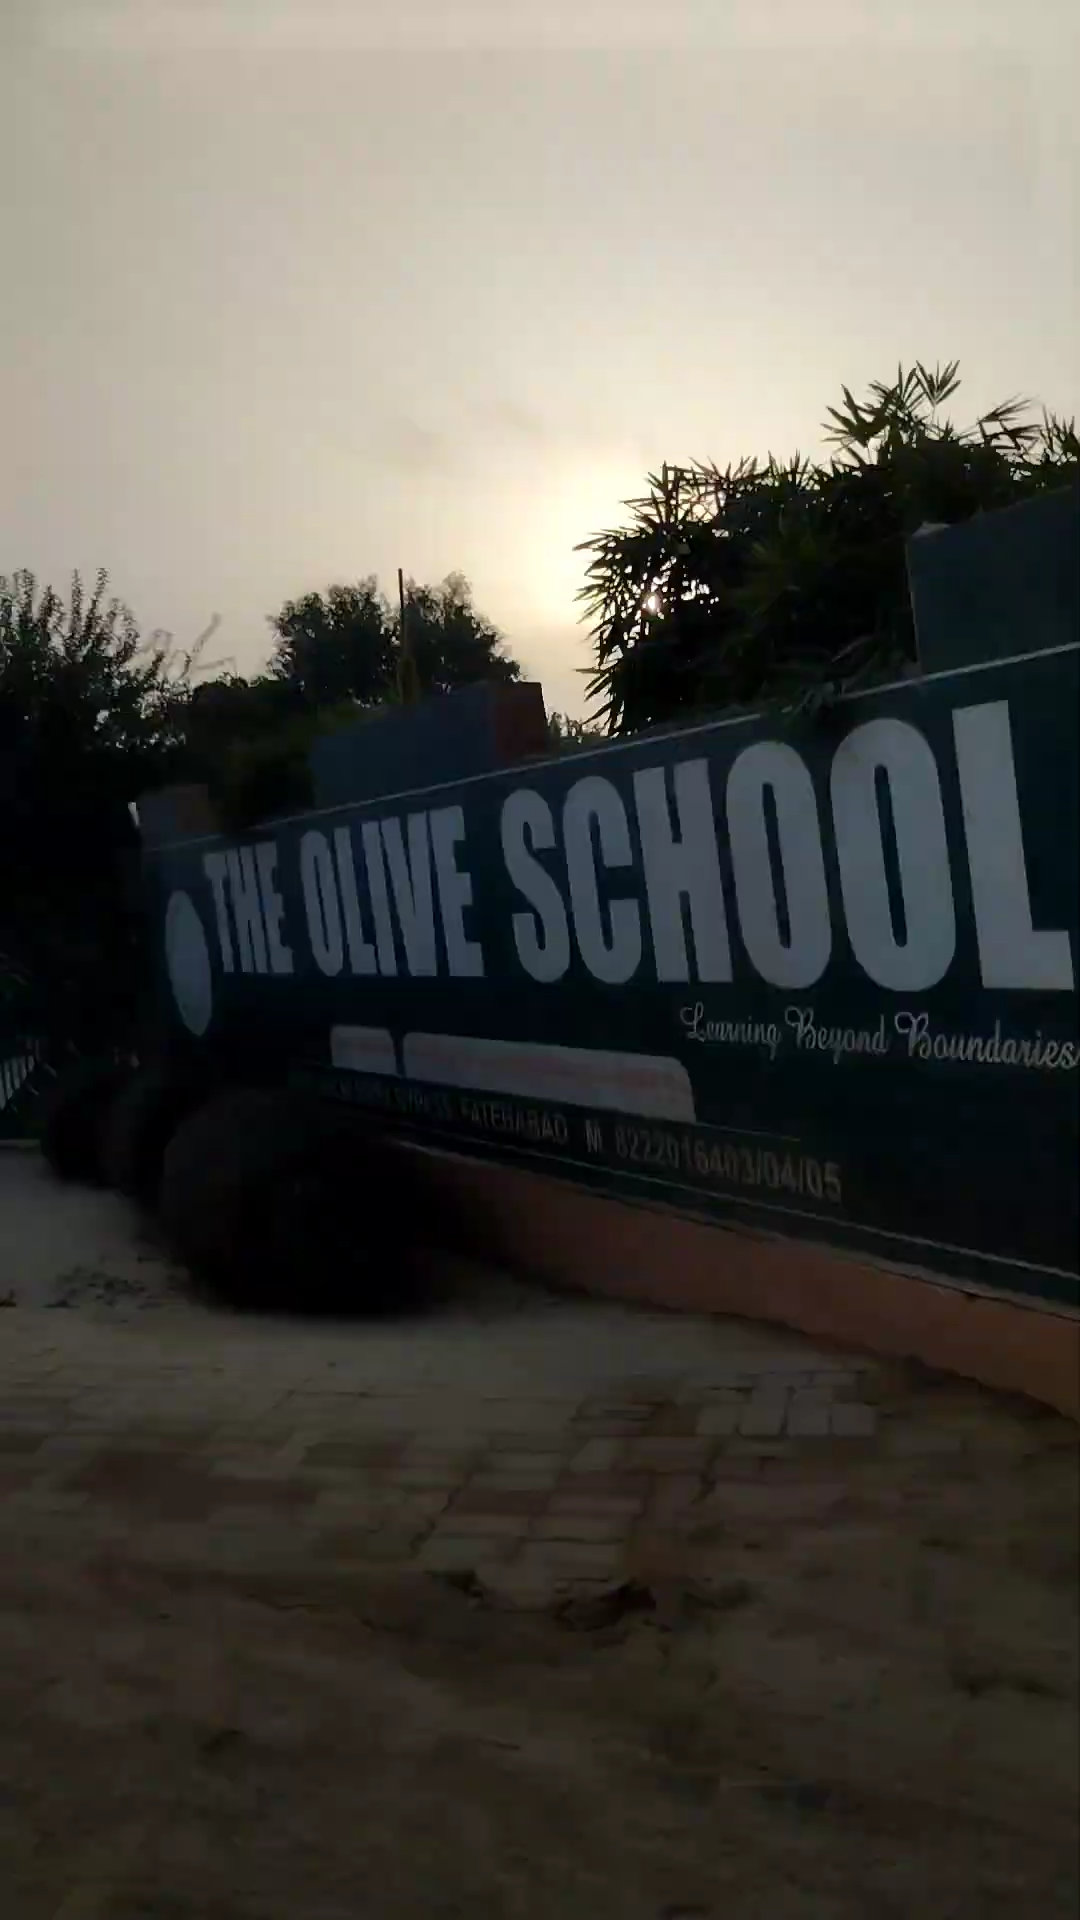 THE OLIVE SCHOOL
Learning Beyond Boundaries
FATEHABAD M. 8222016403/04/05